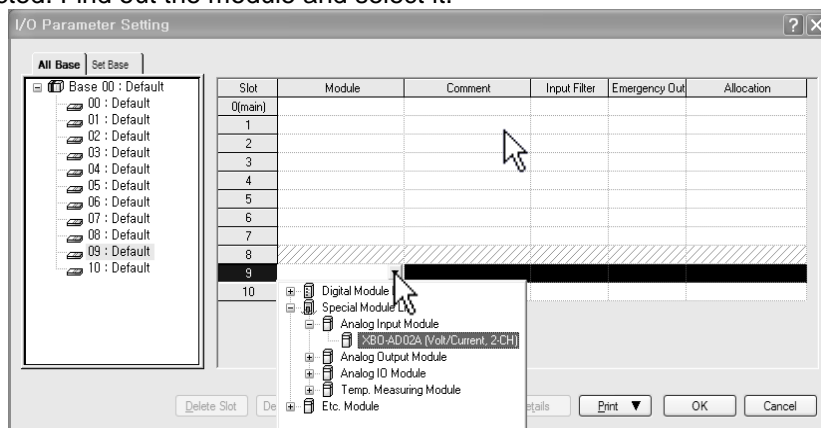 Find out the module and select it.
I/O Parameter Setting
All Base Set Base
Base 00 : Default
00 : Default
01 : Default
02 : Default
03 : Default
04 : Default
05 : Default
06 : Default
07 : Default
08 : Default
09 : Default
10 : Default
Slot Module Comment Input Filter Emergency Out Allocation
0(main)
1
2
3
4
5
6
7
8
9
10
Digital Module
Special Module
Analog Input Module
XBO-AD02A (Volt/Current, 2-CH)
Analog Output Module
Analog IO Module
Temp. Measuring Module
Etc. Module
Delete Slot Print OK Cancel